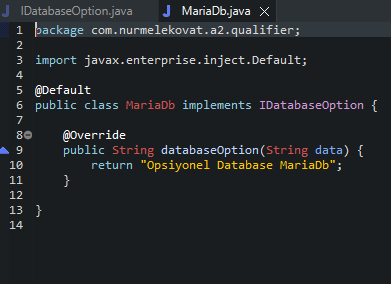 IDatabaseOption.java
MariaDb.java
1 package com.nurmelekovat.a2.qualifier;
2
3 import javax.enterprise.inject.Default;
4
5 @Default
6 public class MariaDb implements IDatabaseOption {
7
8 @Override
9 public String databaseOption(String data) {
10 return "Opsiyonel Database MariaDb";
11 }
12
13 }
14